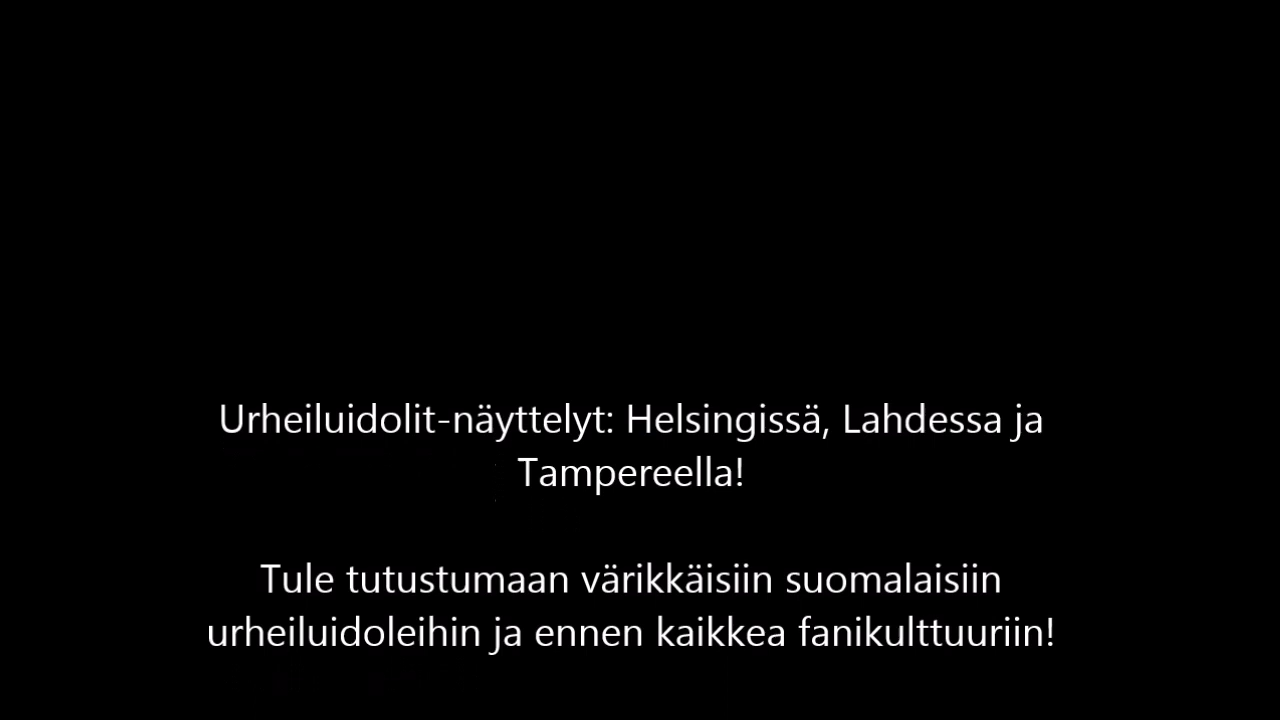 Urheiluidolit-näyttelyt: Helsingissä, Lahdessa ja
Tampereella!
Tule tutustumaan värikkäisiin suomalaisiin
urheiluidoleihin ja ennen kaikkea fanikulttuuriin!